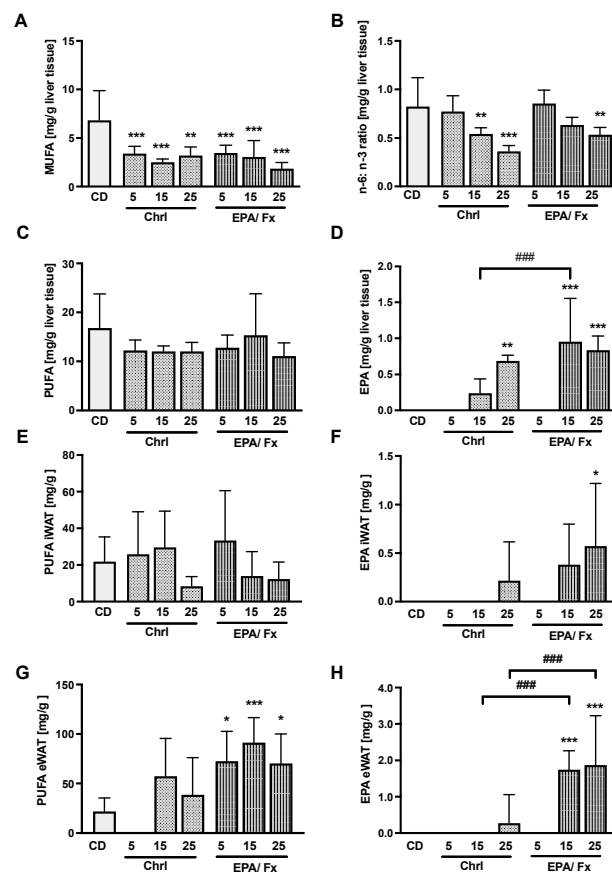 A
MUFA [mg/g liver tissue]
15
10
5
0
***
***
**
***
***
***
CD
5
15
25
5
15
25
Chrl
EPA/ Fx
B
n-6: n-3 ratio [mg/g liver tissue]
1.5
1.0
0.5
0.0
**
***
**
CD
5
15
25
5
15
25
Chrl
EPA/ Fx
C
PUFA [mg/g liver tissue]
30
20
10
0
CD
5
15
25
5
15
25
Chrl
EPA/ Fx
D
EPA [mg/g liver tissue]
2.0
1.5
1.0
0.5
0.0
###
**
***
***
CD
5
15
25
5
15
25
Chrl
EPA/ Fx
E
PUFA iWAT [mg/g ]
80
60
40
20
0
CD
5
15
25
5
15
25
Chrl
EPA/ Fx
F
EPA iWAT [mg/g ]
1.5
1.0
0.5
0.0
*
CD
5
15
25
5
15
25
Chrl
EPA/ Fx
G
PUFA eWAT [mg/g ]
150
100
50
0
*
***
*
CD
5
15
25
5
15
25
Chrl
EPA/ Fx
H
EPA eWAT [mg/g ]
4.0
3.0
2.0
1.0
0.0
###
###
***
***
CD
5
15
25
5
15
25
Chrl
EPA/ Fx